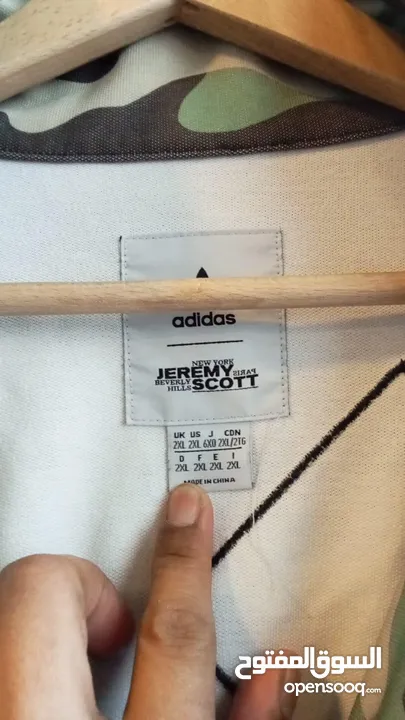 adidas
NEW YORK
JEREMY PARIS
BEVERLY SCOTT
HILLS
UK US J CDN
2XL 2XL 6XO 2XL/2TG
D F E I
2XL 2XL 2XL 2XL
MADE IN CHINA
السوق المفتوح
opensooq.com